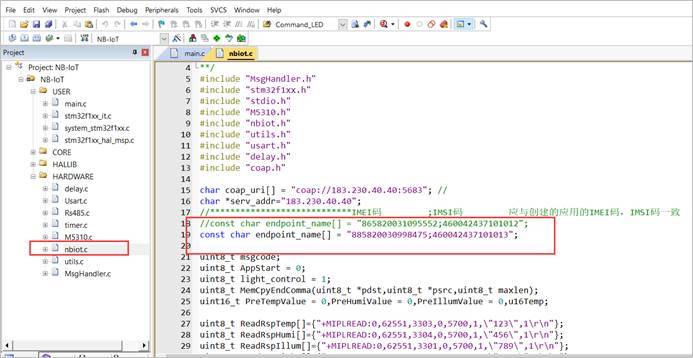 File Edit View Project Flash Debug Peripherals Tools SVCS Window Help
Command_LED
NB-IoT
Project
main.c
nbiot.c
Project: NB-IoT
NB-IoT
USER
main.c
stm32f1xx_it.c
system_stm32f1xx.c
stm32f1xx_hal_msp.c
CORE
HALLIB
HARDWARE
delay.c
Usart.c
Rs485.c
timer.c
M5310.c
nbiot.c
utils.c
MsgHandler.c
4 **/
5 #include "MsgHandler.h"
6 #include "stm32f1xx.h"
7 #include "stdio.h"
8 #include "M5310.h"
9 #include "nbiot.h"
10 #include "utils.h"
11 #include "usart.h"
12 #include "delay.h"
13 #include "coap.h"
14
15 char coap_uri[] = "coap://183.230.40.40:5683"; //
16 char *serv_addr="183.230.40.40";
17 //***************************IMEI码 ;IMSI码 应与创建的应用的IMEI码，IMSI码一致
18 //const char endpoint_name[] = "865820031095552;460042437101012";
19 const char endpoint_name[] = "885820030998475;460042437101013";
20
21 uint8_t msgcode;
22 uint8_t AppStart = 0;
23 uint8_t light_control = 1;
24 uint8_t MemCpyEndComma(uint8_t *pdst,uint8_t *psrc,uint8_t maxlen);
25 uint16_t PreTempValue = 0,PreHumiValue = 0,PreIllumValue = 0,u16Temp;
26
27 uint8_t ReadRspTemp[]={"+MIPLREAD:0,62551,3303,0,5700,1,\"123\",1\r\n"};
28 uint8_t ReadRspHumi[]={"+MIPLREAD:0,62551,3304,0,5700,1,\"456\",1\r\n"};
29 uint8_t ReadRspIllum[]={"+MIPLREAD:0,62551,3301,0,5700,1,\"789\",1\r\n"};